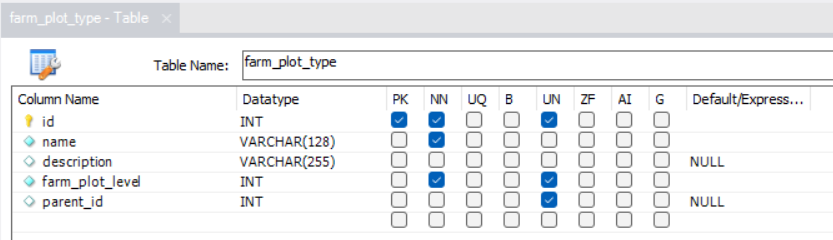 farm_plot_type - Table ×
Table Name: farm_plot_type
Column Name Datatype PK NN UQ B UN ZF AI G Default/Express...
id INT
name VARCHAR(128)
description VARCHAR(255) NULL
farm_plot_level INT
parent_id INT NULL